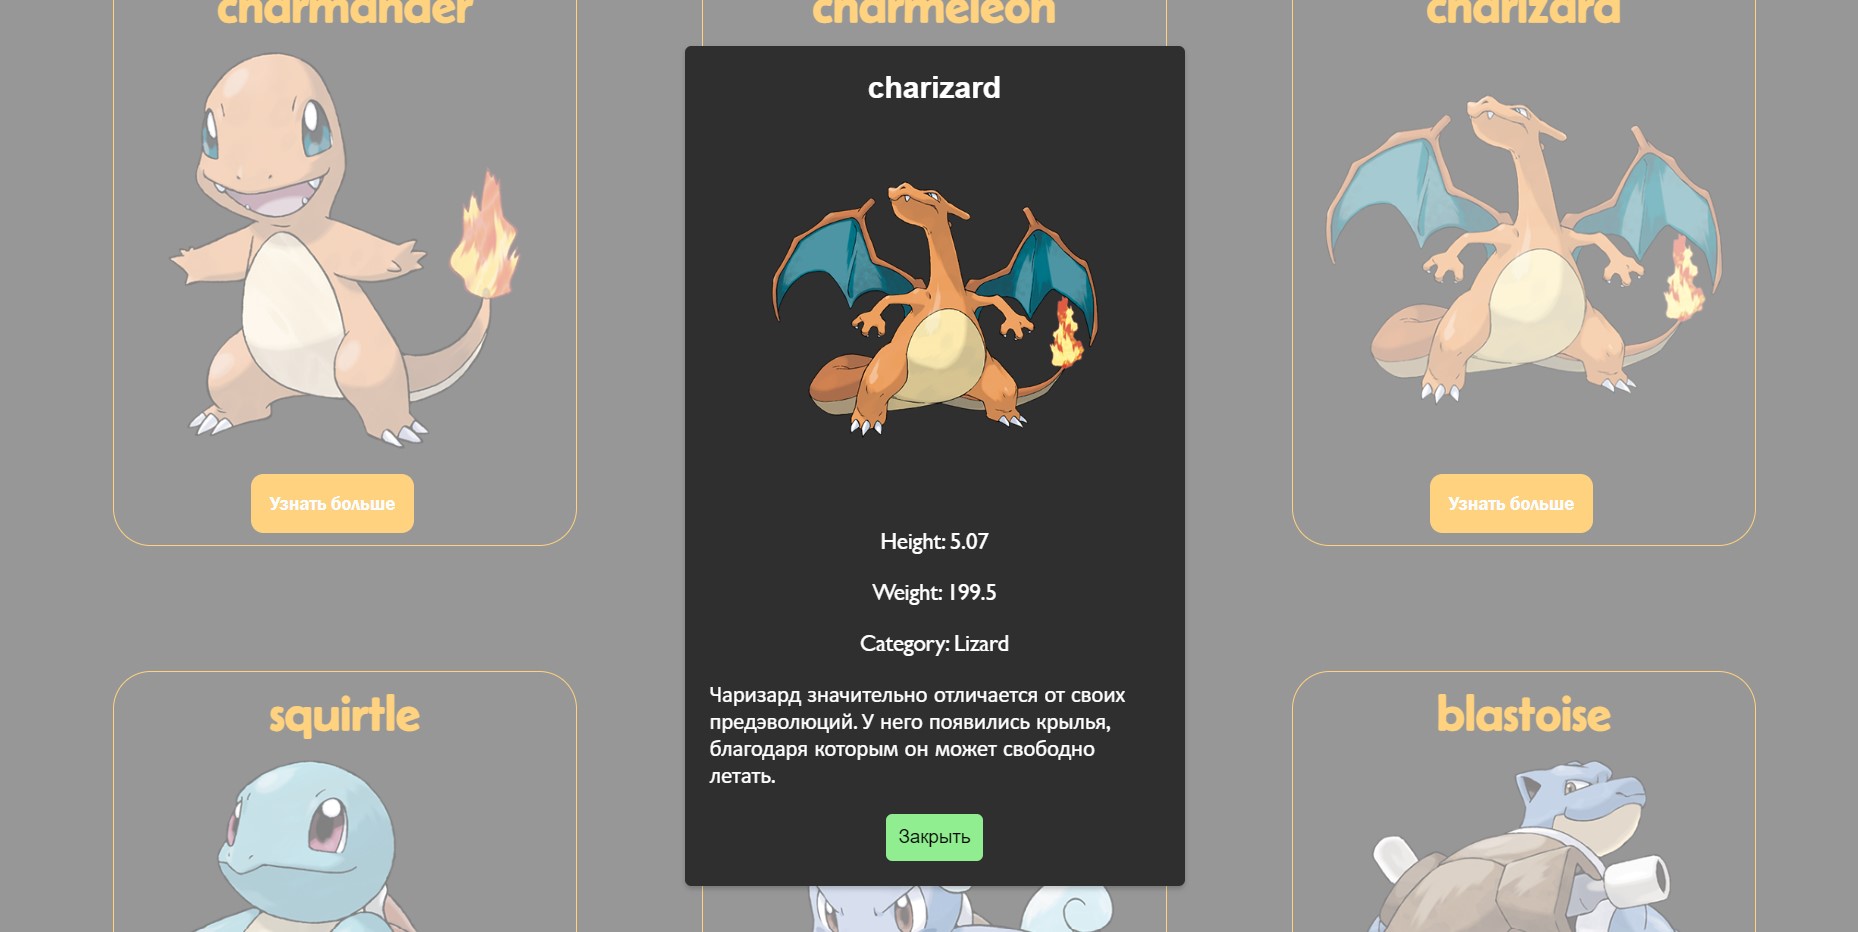 charmander
charmeleon
charizard
charizard
Height: 5.07
Weight: 199.5
Category: Lizard
Чаризард значительно отличается от своих
предэволюций. У него появились крылья,
благодаря которым он может свободно
летать.
Закрыть
Узнать больше
Узнать больше
squirtle
blastoise